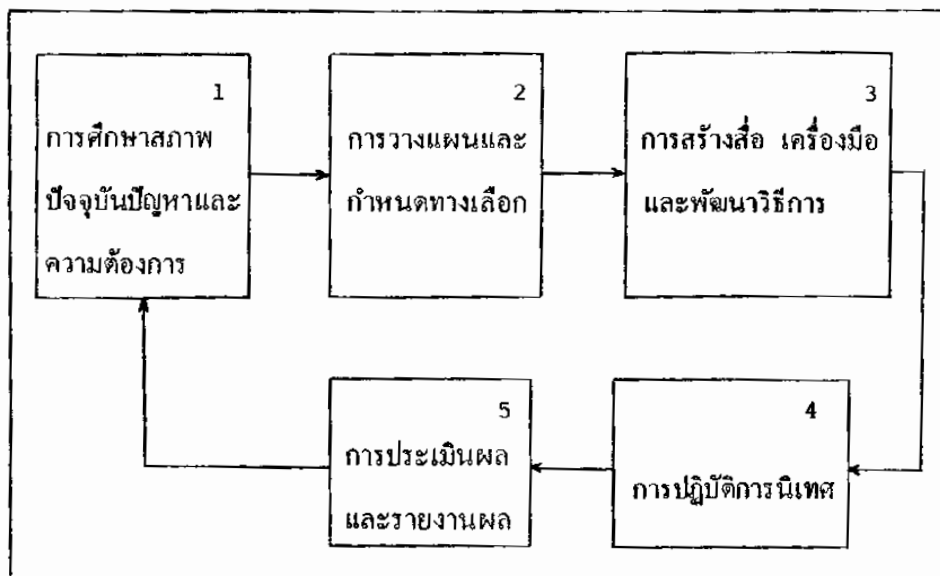 1
การศึกษาสภาพ
ปัจจุบันปัญหาและ
ความต้องการ
2
การวางแผนและ
กำหนดทางเลือก
3
การสร้างสื่อ เครื่องมือ
และพัฒนาวิธีการ
4
การปฏิบัติการนิเทศ
5
การประเมินผล
และรายงานผล